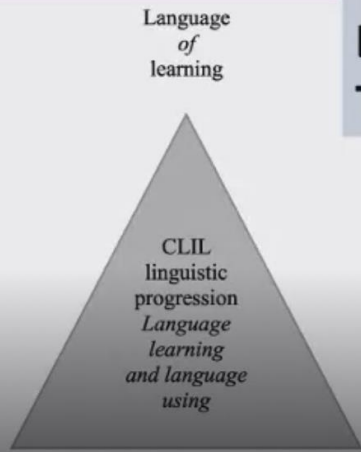 Language
of
learning
CLIL
linguistic
progression
Language
learning
and language
using